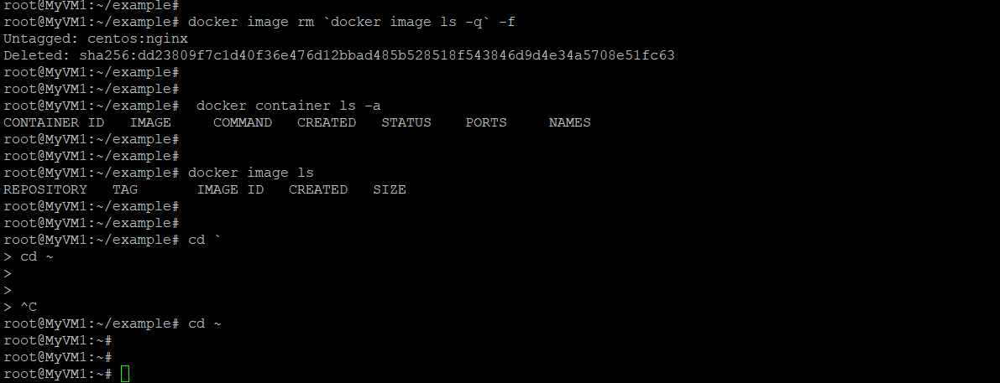 root@MyVM1:~/example#
root@MyVM1:~/example# docker image rm `docker image ls -q` -f
Untagged: centos:nginx
Deleted: sha256:dd23809f7c1d40f36e476d12bbad485b528518f543846d9d4e34a5708e51fc63
root@MyVM1:~/example#
root@MyVM1:~/example#
root@MyVM1:~/example#  docker container ls -a
CONTAINER ID   IMAGE     COMMAND   CREATED   STATUS    PORTS     NAMES
root@MyVM1:~/example#
root@MyVM1:~/example#
root@MyVM1:~/example# docker image ls
REPOSITORY   TAG       IMAGE ID   CREATED   SIZE
root@MyVM1:~/example#
root@MyVM1:~/example#
root@MyVM1:~/example# cd `
> cd ~
>
>
> ^C
root@MyVM1:~/example# cd ~
root@MyVM1:~#
root@MyVM1:~#
root@MyVM1:~#